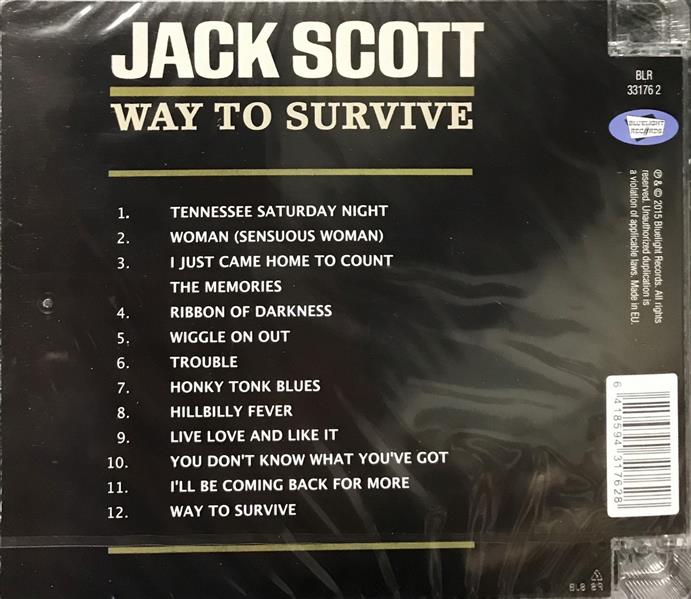 JACK SCOTT
WAY TO SURVIVE
1. TENNESSEE SATURDAY NIGHT
2. WOMAN (SENSUOUS WOMAN)
3. I JUST CAME HOME TO COUNT
THE MEMORIES
4. RIBBON OF DARKNESS
5. WIGGLE ON OUT
6. TROUBLE
7. HONKY TONK BLUES
8. HILLBILLY FEVER
9. LIVE LOVE AND LIKE IT
10. YOU DON'T KNOW WHAT YOU'VE GOT
11. I'LL BE COMING BACK FOR MORE
12. WAY TO SURVIVE
BLR
33176 2
BLUELIGHT
RECORDS
℗ & © 2015 Bluelight Records. All rights
reserved. Unauthorized duplication is
a violation of applicable laws. Made in EU.
6 418594 317628